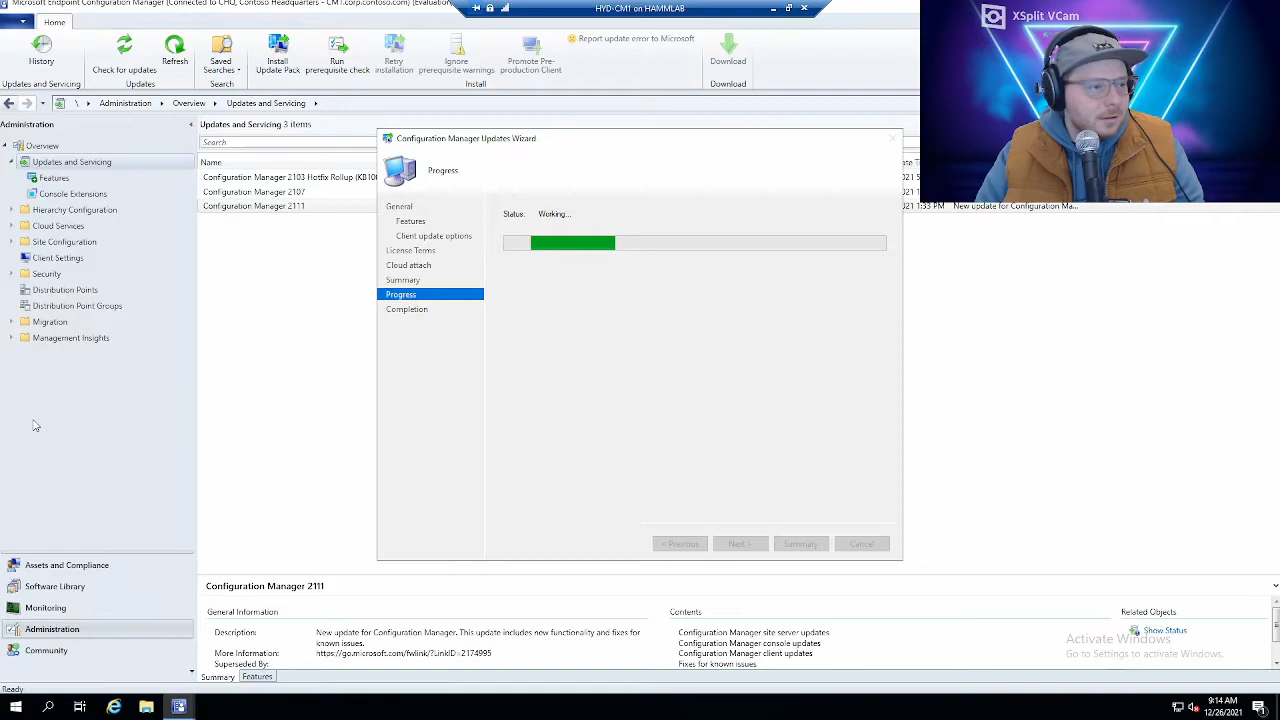 Microsoft Endpoint Configuration Manager (Connected to CHQ, Contoso Headquarters - CM1.corp.contoso.com) (Evaluation
HYD-CM1 on HAMMLAB
XSplit VCam
Home
History
Check for updates
Refresh
Saved Searches
Install Update Pack
Run prerequisite check
Retry installation
Ignore prerequisite warnings
Promote Pre-production Client
Report update error to Microsoft
Download
Updates and Servicing
Updates
Search
Install
Download
\ Administration Overview Updates and Servicing
Administration
Overview
Updates and Servicing
Features
Console Extensions
Hierarchy Configuration
Cloud Services
Site Configuration
Client Settings
Security
Distribution Points
Distribution Point Groups
Migration
Management Insights
Assets and Compliance
Software Library
Monitoring
Administration
Community
Updates and Servicing 3 items
Search
Name
Configuration Manager 2103 Hotfix Rollup (KB100
Configuration Manager 2107
Configuration Manager 2111
021 1:33 PM New update for Configuration Ma...
Configuration Manager Updates Wizard
Progress
General
Features
Client update options
License Terms
Cloud attach
Summary
Progress
Completion
Status: Working...
< Previous
Next >
Summary
Cancel
Configuration Manager 2111
General Information
Description: New update for Configuration Manager. This update includes new functionality and fixes for
known issues.
More Information: https://go.microsoft.com/fwlink/?LinkID=2174995
Superseded By:
Contents
Configuration Manager site server updates
Configuration Manager console updates
Configuration Manager client updates
Fixes for known issues
Related Objects
Show Status
Activate Windows
Go to Settings to activate Windows.
Summary Features
Ready
9:14 AM
12/26/2021
1